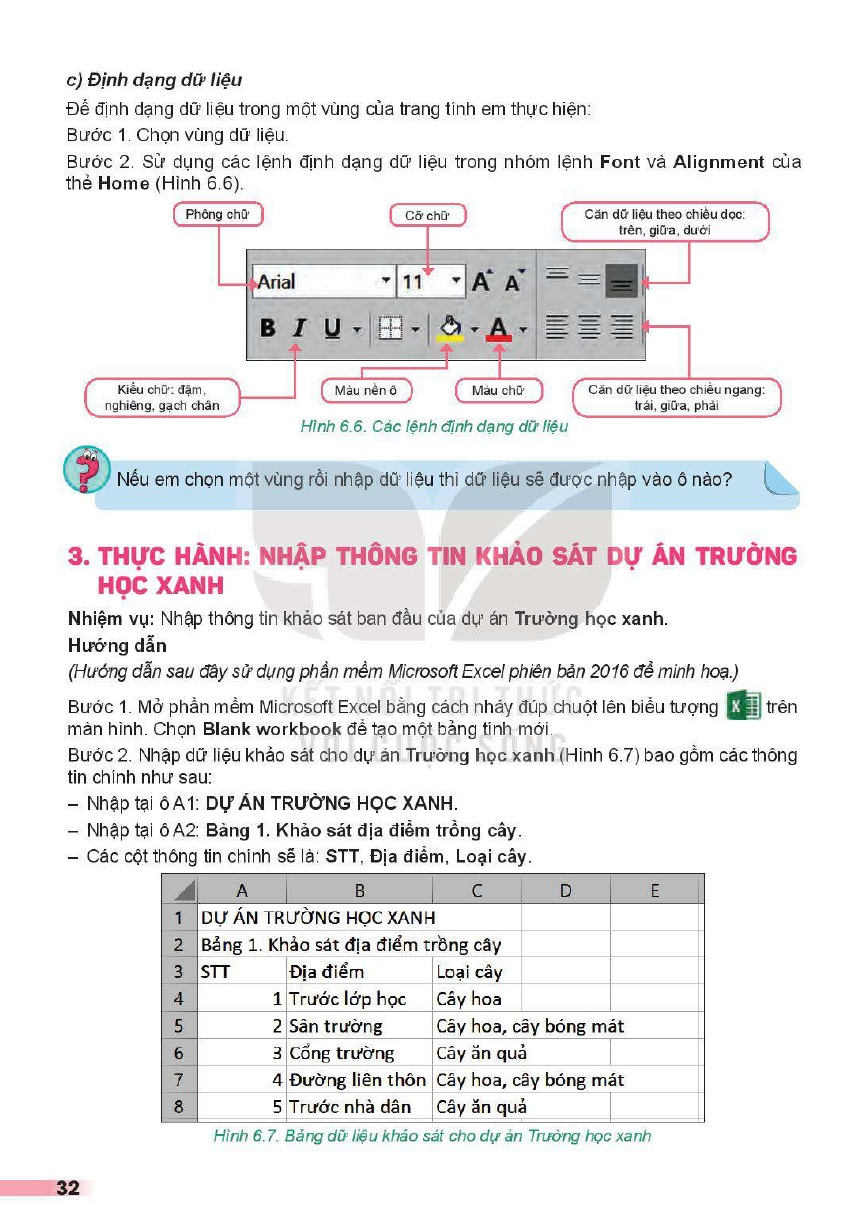 c) Định dạng dữ liệu
Để định dạng dữ liệu trong một vùng của trang tính em thực hiện:
Bước 1. Chọn vùng dữ liệu.
Bước 2. Sử dụng các lệnh định dạng dữ liệu trong nhóm lệnh Font và Alignment của
thẻ Home (Hình 6.6).
Phông chữ
Cỡ chữ
Căn dữ liệu theo chiều dọc:
trên, giữa, dưới
Arial 11 A A
B I U A
Kiểu chữ: đậm,
nghiêng, gạch chân
Màu nền ô
Màu chữ
Căn dữ liệu theo chiều ngang:
trái, giữa, phải
Hình 6.6. Các lệnh định dạng dữ liệu
Nếu em chọn một vùng rồi nhập dữ liệu thì dữ liệu sẽ được nhập vào ô nào?
3. THỰC HÀNH: NHẬP THÔNG TIN KHẢO SÁT DỰ ÁN TRƯỜNG
HỌC XANH
Nhiệm vụ: Nhập thông tin khảo sát ban đầu của dự án Trường học xanh.
Hướng dẫn
(Hướng dẫn sau đây sử dụng phần mềm Microsoft Excel phiên bản 2016 để minh hoạ.)
KẾT NỐI TRI THỨC
Bước 1. Mở phần mềm Microsoft Excel bằng cách nháy đúp chuột lên biểu tượng X trên
màn hình. Chọn Blank workbook để tạo một bảng tính mới.
VỚI CUỘC SỐNG
Bước 2. Nhập dữ liệu khảo sát cho dự án Trường học xanh (Hình 6.7) bao gồm các thông
tin chính như sau:
– Nhập tại ô A1: DỰ ÁN TRƯỜNG HỌC XANH.
– Nhập tại ô A2: Bảng 1. Khảo sát địa điểm trồng cây.
– Các cột thông tin chính sẽ là: STT, Địa điểm, Loại cây.
A B C D E
1 DỰ ÁN TRƯỜNG HỌC XANH
2 Bảng 1. Khảo sát địa điểm trồng cây
3 STT Địa điểm Loại cây
4 1 Trước lớp học Cây hoa
5 2 Sân trường Cây hoa, cây bóng mát
6 3 Cổng trường Cây ăn quả
7 4 Đường liên thôn Cây hoa, cây bóng mát
8 5 Trước nhà dân Cây ăn quả
Hình 6.7. Bảng dữ liệu khảo sát cho dự án Trường học xanh
32